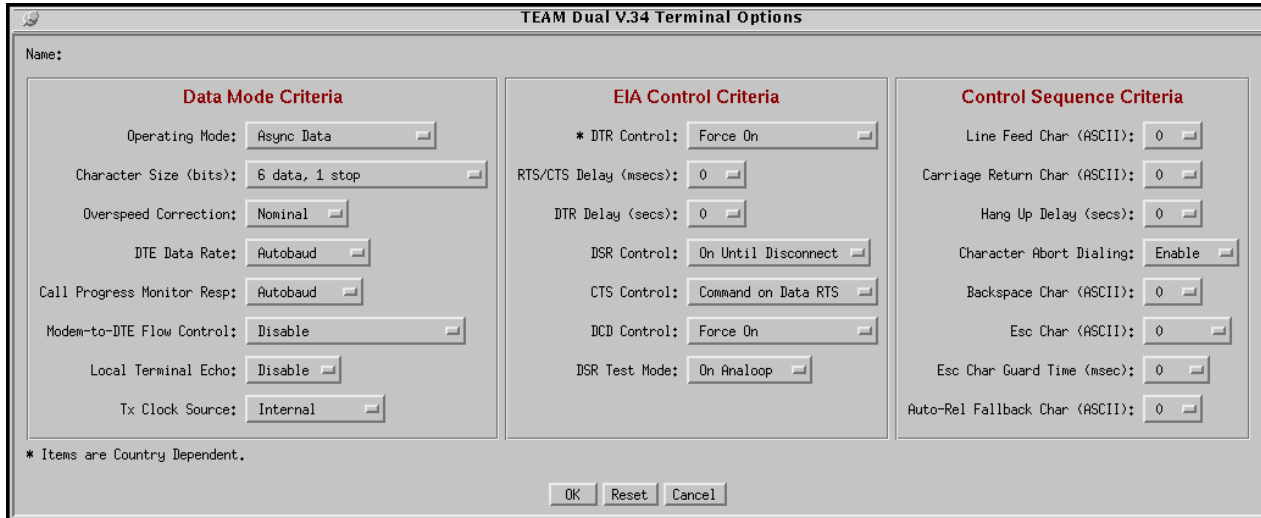 TEAM Dual V.34 Terminal Options
Name:
Data Mode Criteria
Operating Mode: Async Data
Character Size (bits): 6 data, 1 stop
Overspeed Correction: Nominal
DTE Data Rate: Autobaud
Call Progress Monitor Resp: Autobaud
Modem-to-DTE Flow Control: Disable
Local Terminal Echo: Disable
Tx Clock Source: Internal
EIA Control Criteria
* DTR Control: Force On
RTS/CTS Delay (msecs): 0
DTR Delay (secs): 0
DSR Control: On Until Disconnect
CTS Control: Command on Data RTS
DCD Control: Force On
DSR Test Mode: On Analoop
Control Sequence Criteria
Line Feed Char (ASCII): 0
Carriage Return Char (ASCII): 0
Hang Up Delay (secs): 0
Character Abort Dialing: Enable
Backspace Char (ASCII): 0
Esc Char (ASCII): 0
Esc Char Guard Time (msec): 0
Auto-Rel Fallback Char (ASCII): 0
* Items are Country Dependent.
OK Reset Cancel